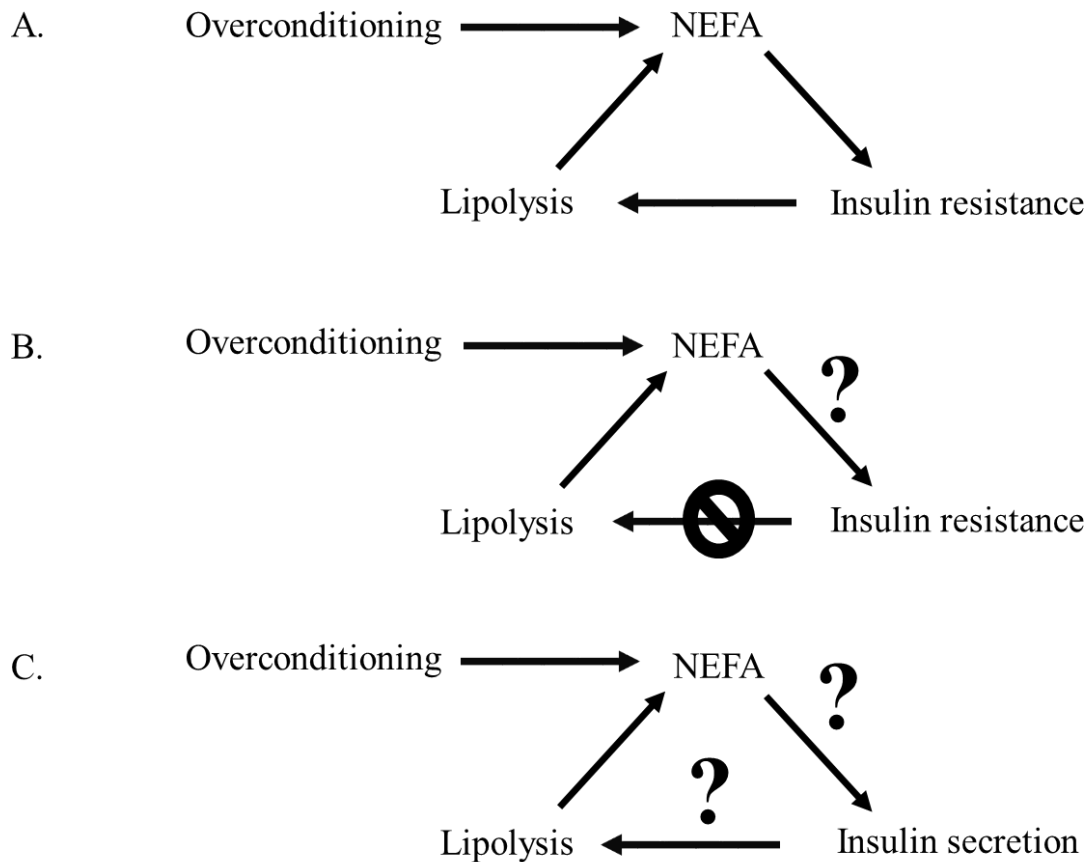 A. Overconditioning NEFA
Lipolysis Insulin resistance
B. Overconditioning NEFA
?
Lipolysis Insulin resistance
C. Overconditioning NEFA ?
?
Lipolysis Insulin secretion